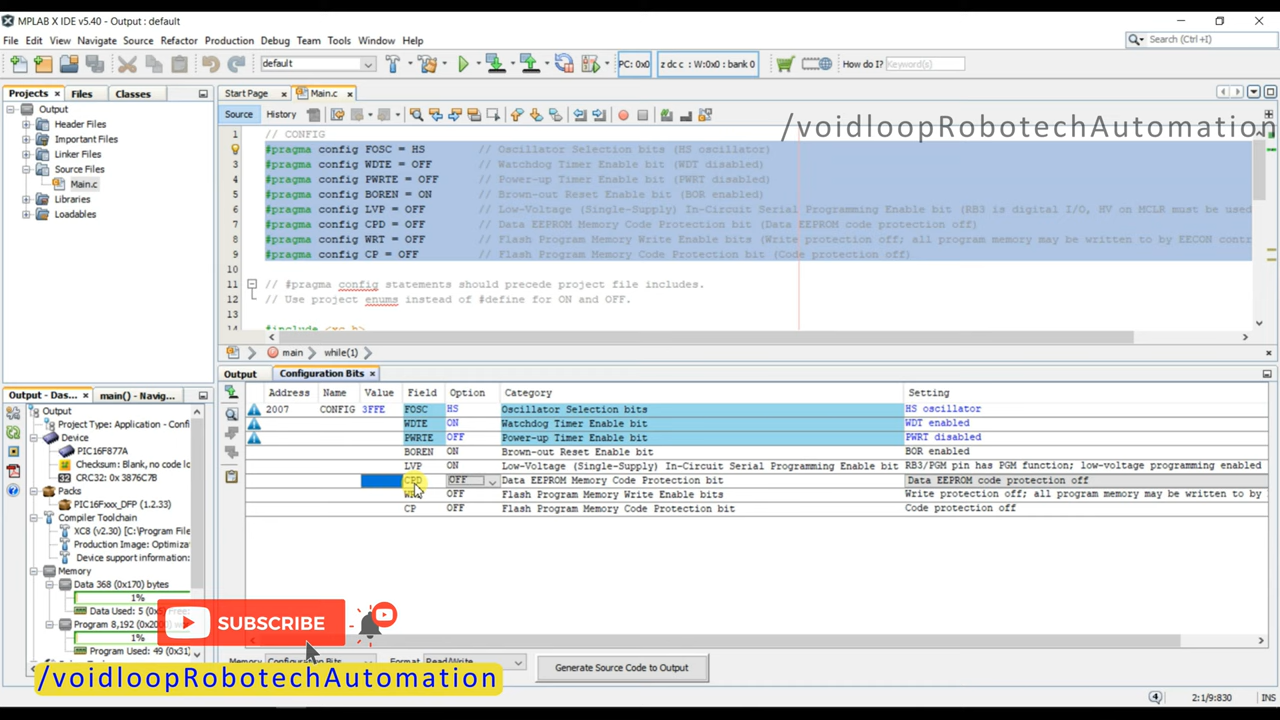 MPLAB X IDE v5.40 - Output : default
File Edit View Navigate Source Refactor Production Debug Team Tools Window Help
Search (Ctrl+I)
default
PC: 0x0
z dc c : W:0x0 : bank 0
How do I?
Keyword(s)
Projects Files Classes
Output
Header Files
Important Files
Linker Files
Source Files
Main.c
Libraries
Loadables
Start Page Main.c
Source History
/voidloopRobotechAutomation
1 // CONFIG
#pragma config FOSC = HS // Oscillator Selection bits (HS oscillator)
3 #pragma config WDTE = OFF // Watchdog Timer Enable bit (WDT disabled)
4 #pragma config PWRTE = OFF // Power-up Timer Enable bit (PWRT disabled)
5 #pragma config BOREN = ON // Brown-out Reset Enable bit (BOR enabled)
6 #pragma config LVP = OFF // Low-Voltage (Single-Supply) In-Circuit Serial Programming Enable bit (RB3 is digital I/O, HV on MCLR must be used
7 #pragma config CPD = OFF // Data EEPROM Memory Code Protection bit (Data EEPROM code protection off)
8 #pragma config WRT = OFF // Flash Program Memory Write Enable bits (Write protection off; all program memory may be written to by EECON contr
9 #pragma config CP = OFF // Flash Program Memory Code Protection bit (Code protection off)
10
11 // #pragma config statements should precede project file includes.
12 // Use project enums instead of #define for ON and OFF.
13
14 #include <xc.h>
main while(1)
Output - Das... main() - Navig...
Output
Project Type: Application - Confi
Device
PIC16F877A
Checksum: Blank, no code lo
CRC32: 0x3876C7B
Packs
PIC16Fxxx_DFP (1.2.33)
Compiler Toolchain
XC8 (v2.30) [C:\Program File
Production Image: Optimizat
Device support information:
Memory
Data 368 (0x170) bytes
1%
Data Used: 5 (0x5)
1%
Program Used: 49 (0x31)
Output Configuration Bits
Address Name Value Field Option Category Setting
2007 CONFIG 3FFE FOSC HS Oscillator Selection bits HS oscillator
WDTE ON Watchdog Timer Enable bit WDT enabled
PWRTE OFF Power-up Timer Enable bit PWRT disabled
BOREN ON Brown-out Reset Enable bit BOR enabled
LVP ON Low-Voltage (Single-Supply) In-Circuit Serial Programming Enable bit RB3/PGM pin has PGM function; low-voltage programming enabled
CPD OFF Data EEPROM Memory Code Protection bit Data EEPROM code protection off
OFF Flash Program Memory Write Enable bits Write protection off; all program memory may be written to by
CP OFF Flash Program Memory Code Protection bit Code protection off
SUBSCRIBE
Memory Configuration Bits Format Read/Write
Generate Source Code to Output
/voidloopRobotechAutomation
4
2:1/9:830 INS